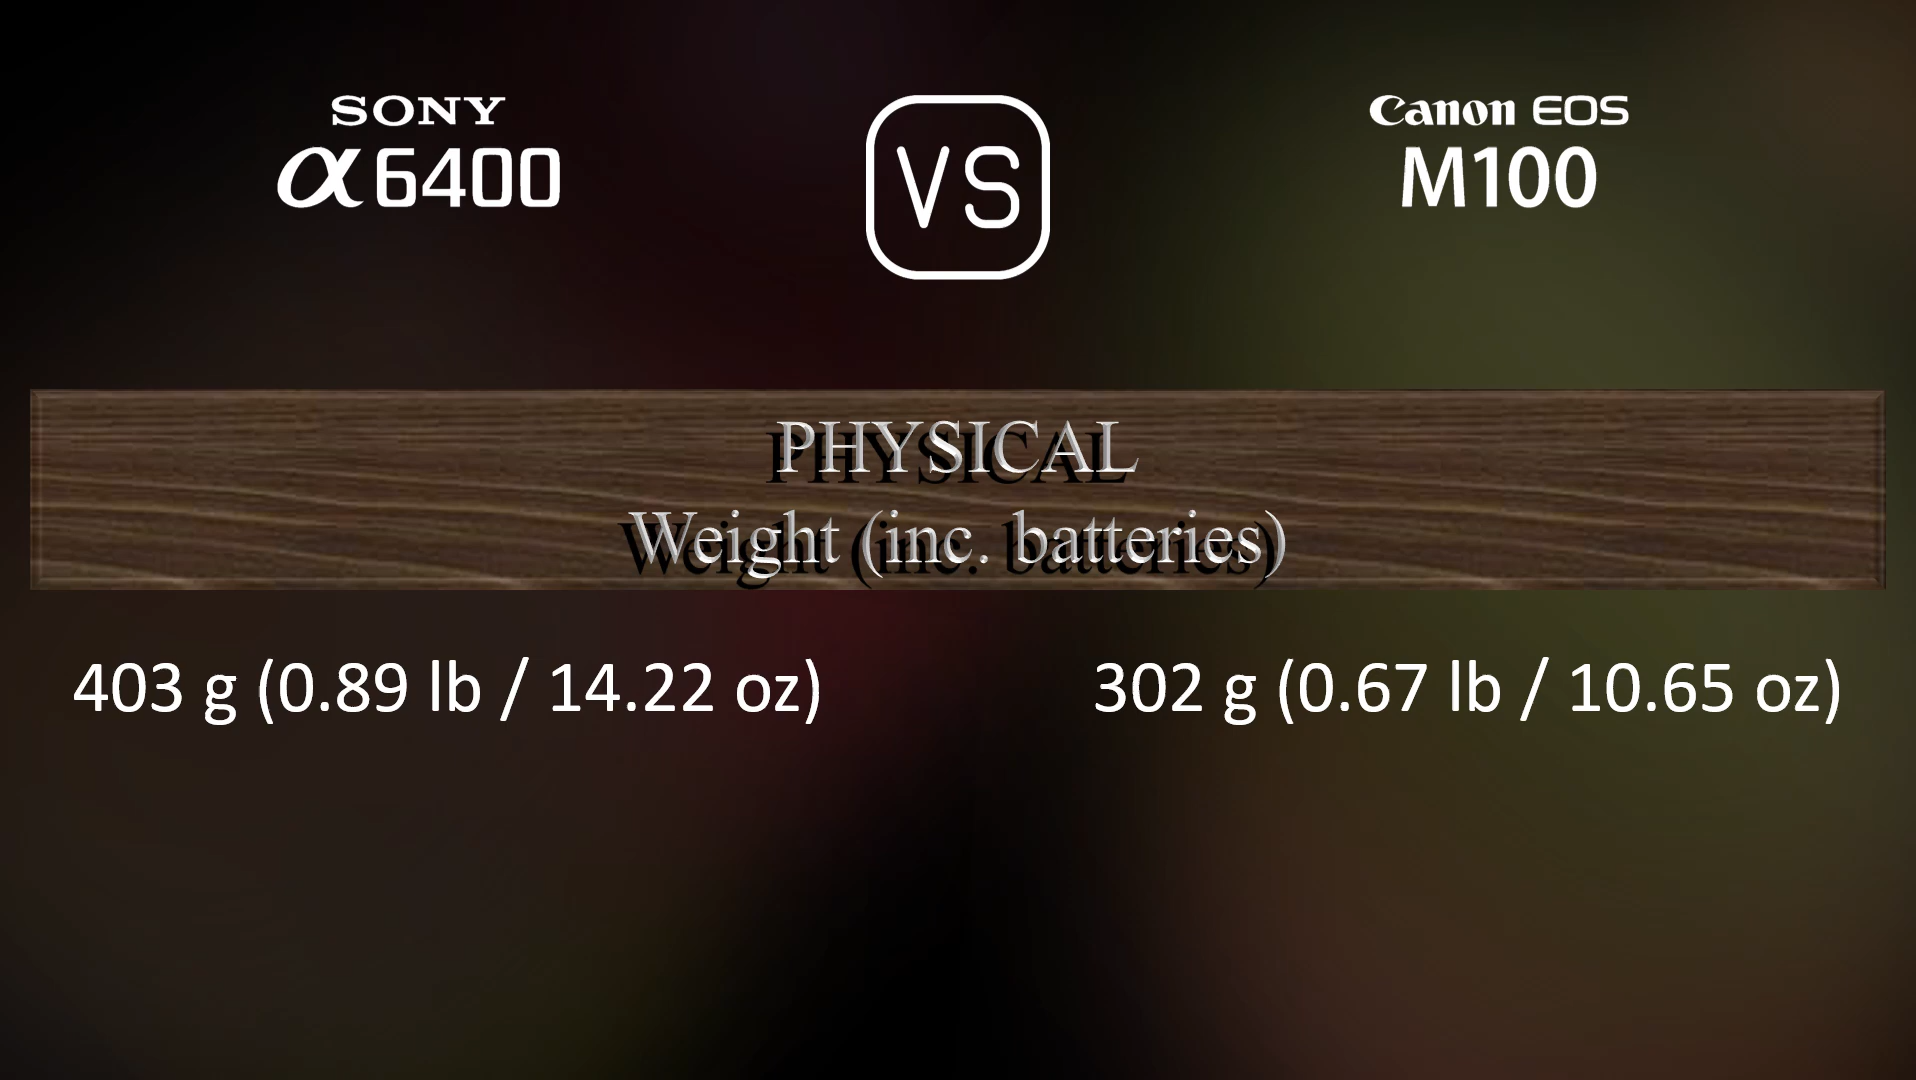 SONY
α6400
VS
Canon EOS
M100
PHYSICAL
Weight (inc. batteries)
403 g (0.89 lb / 14.22 oz)
302 g (0.67 lb / 10.65 oz)